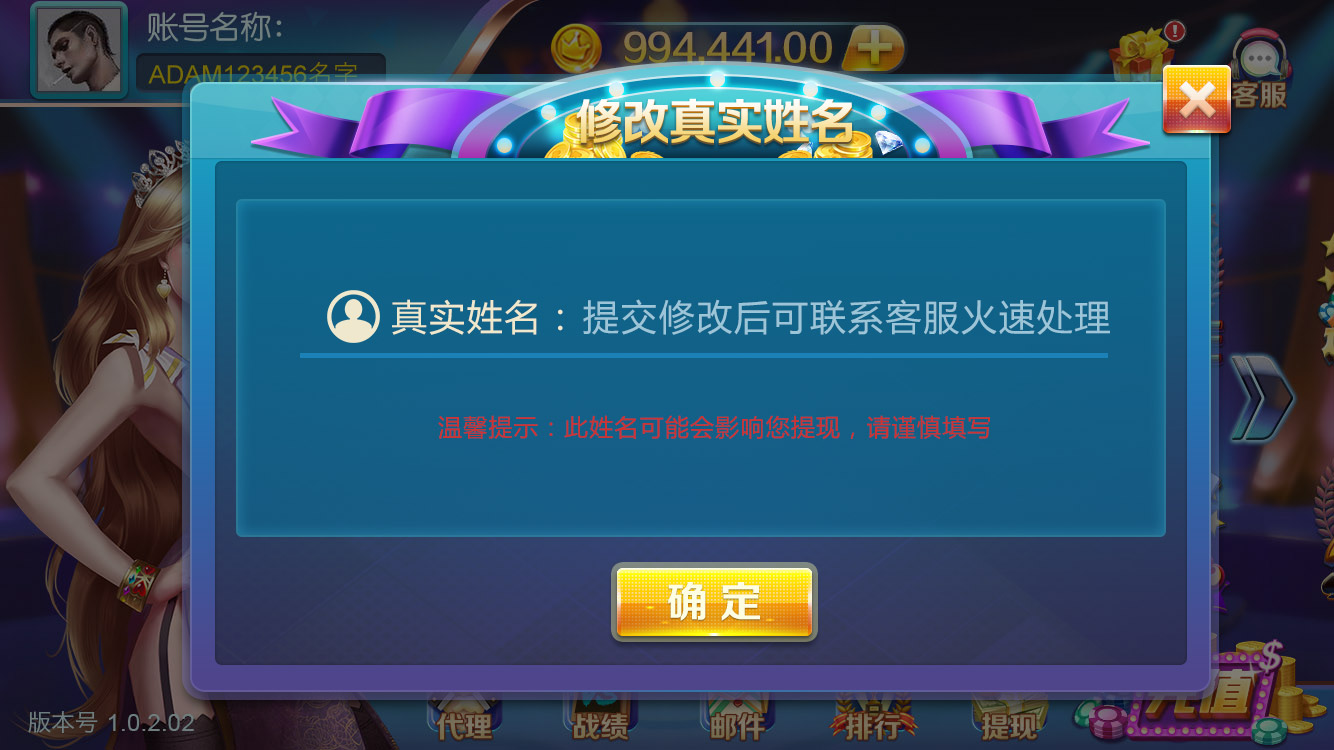 账号名称:
994,441.00
ADAM123456名字
客服
修改真实姓名
真实姓名：提交修改后可联系客服火速处理
温馨提示：此姓名可能会影响您提现，请谨慎填写
确定
版本号 1.0.2.02
代理
战绩
邮件
排行
提现
充值